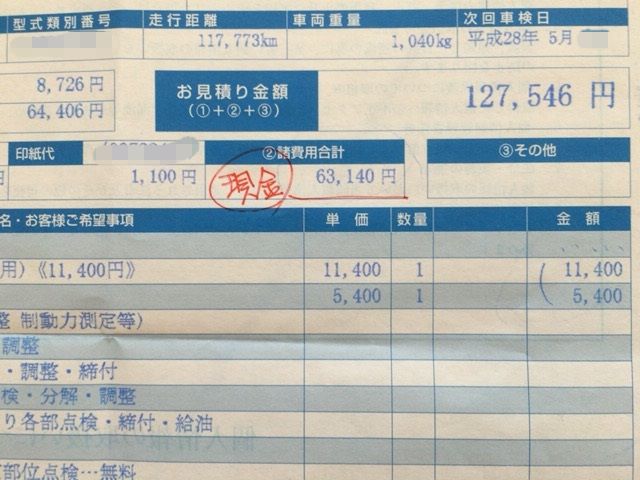 型式類別番号 走行距離 車両重量 次回車検日
117,773km 1,040kg 平成28年 5月
8,726 円
64,406 円
お見積り金額
(①+②+③)
127,546 円
印紙代 ②諸費用合計 ③その他
円 1,100 円 現金 63,140 円
名・お客様ご希望事項 単価 数量 金額
用)《11,400円》 11,400 1 11,400
5,400 1 5,400
整 制動力測定等)
調整
・調整・締付
検・分解・調整
り各部点検・締付・給油
部位点検…無料